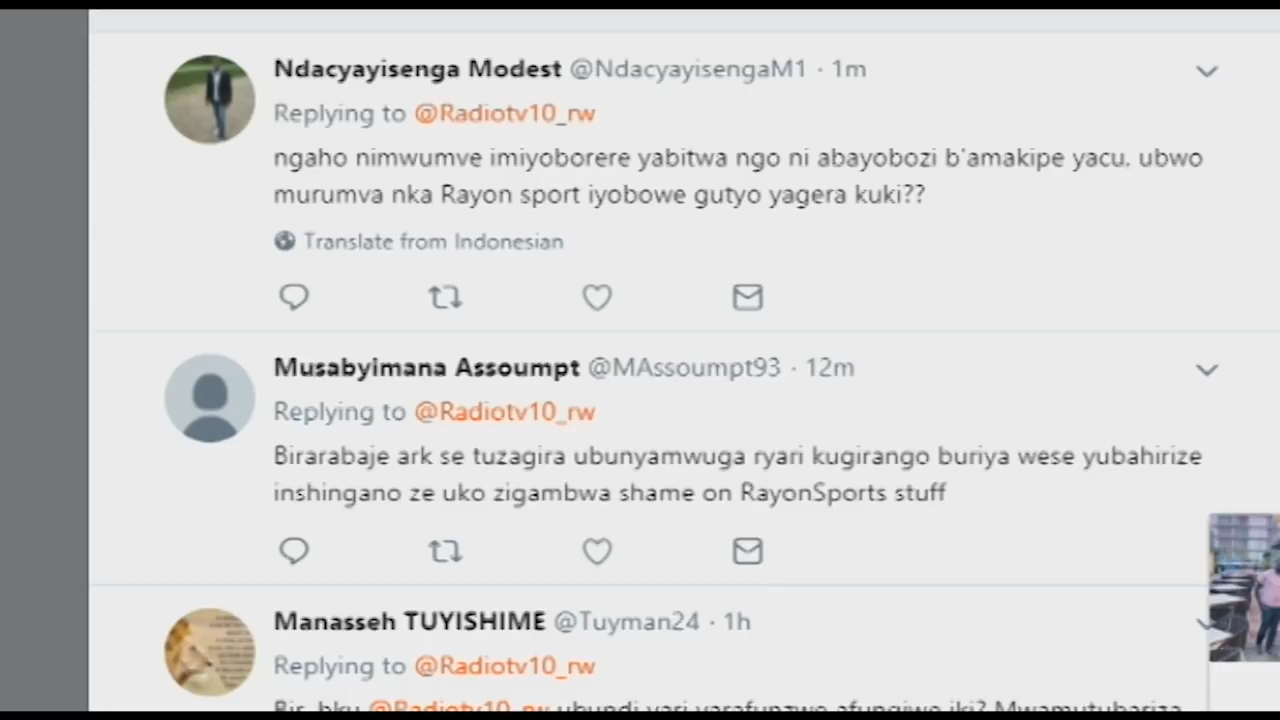 Ndacyayisenga Modest @NdacyayisengaM1 · 1m
Replying to @Radiotv10_rw
ngaho nimwumve imiyoborere yabitwa ngo ni abayobozi b'amakipe yacu. ubwo
murumva nka Rayon sport iyobowe gutyo yagera kuki??
Translate from Indonesian
Musabyimana Assoumpt @MAssoumpt93 · 12m
Replying to @Radiotv10_rw
Birarabaje ark se tuzagira ubunyamwuga ryari kugirango buriya wese yubahirize
inshingano ze uko zigambwa shame on RayonSports stuff
Manasseh TUYISHIME @Tuyman24 · 1h
Replying to @Radiotv10_rw
@Radiotv10_rw ubundi yari